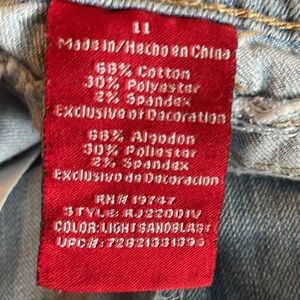 11
Made in/Hecho en China
68% Cotton
30% Polyester
2% Spandex
Exclusive of Decoration
68% Algodon
30% Poliester
2% Spandex
Exclusivo de Decoracion
RN# 19747
STYLE: RJ2200IV
COLOR: LIGHTSANDBLAST
UPC#: